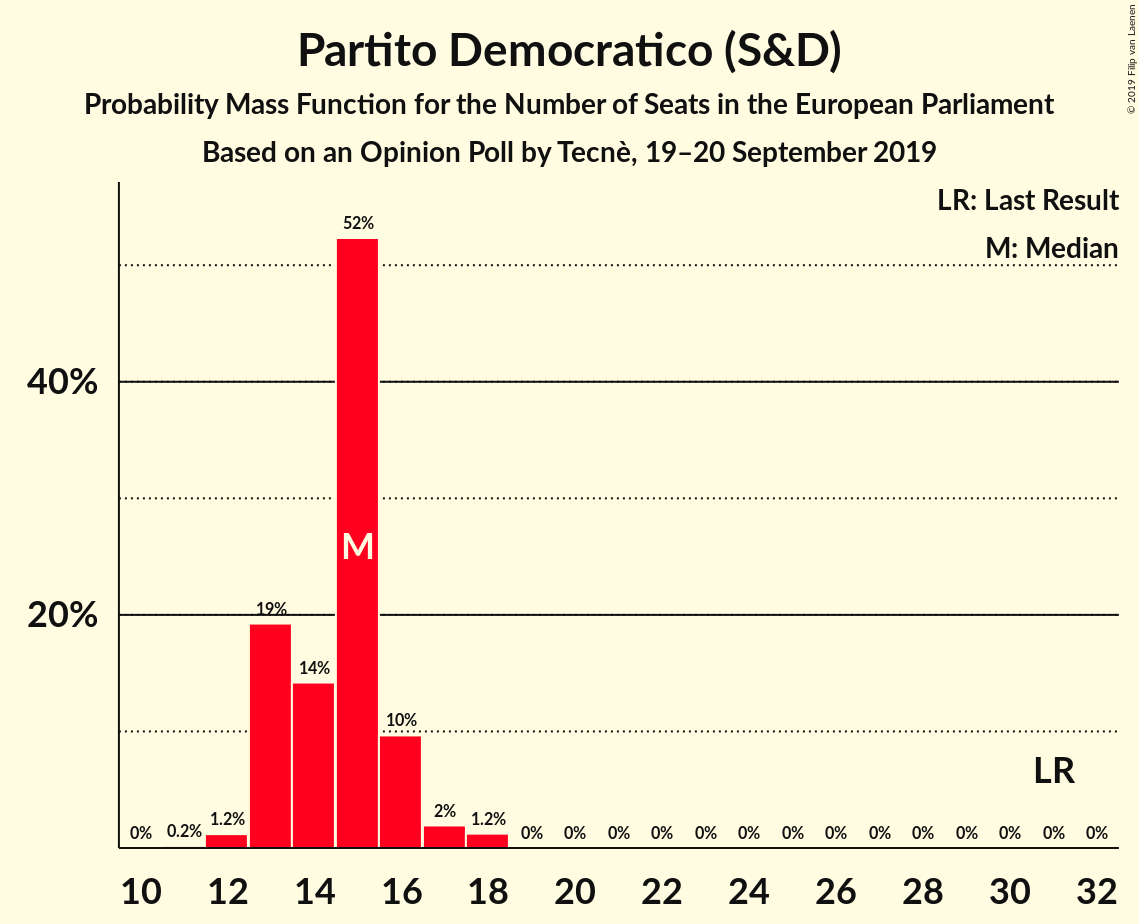 Partito Democratico (S&D)
Probability Mass Function for the Number of Seats in the European Parliament
Based on an Opinion Poll by Tecnè, 19–20 September 2019
© 2019 Filip van Laenen
LR: Last Result
M: Median
52%
40%
M
20%
19%
14%
10%
LR
0% 0.2% 1.2% 2% 1.2% 0% 0% 0% 0% 0% 0% 0% 0% 0% 0% 0% 0% 0% 0%
10 12 14 16 18 20 22 24 26 28 30 32